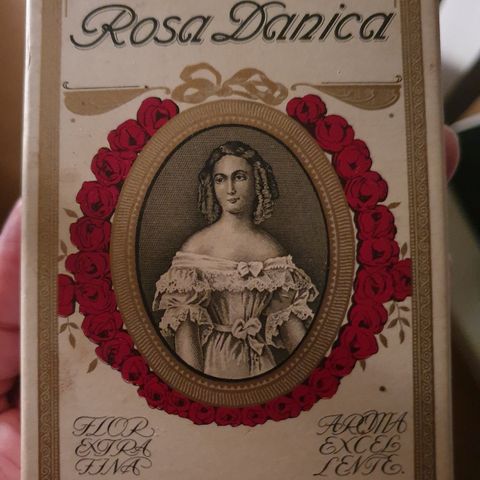 Rosa Danica
FLOR
EXTRA
FINA
AROMA
EXCEL
LENTE.